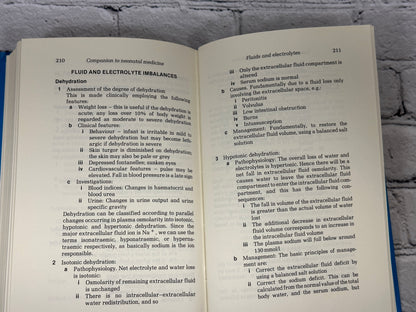 210 Companion to neonatal medicine
FLUID AND ELECTROLYTE IMBALANCES
Dehydration
1 Assessment of the degree of dehydration
This is made clinically employing the following
features:
a Weight loss – this is useful if the dehydration is
acute; any loss over 10% of body weight is
regarded as moderate to severe dehydration
b Clinical features:
i Behaviour – infant is irritable in mild to
severe dehydration but may become leth-
argic if dehydration is severe
ii Skin turgor is diminished on dehydration;
the skin may also be pale or grey
iii Depressed fontanelles; sunken eyes
iv Cardiovascular features – pulse may be
elevated. Fall in blood pressure is a late sign
c Investigations:
i Blood indices: Changes in haematocrit and
blood urea
ii Urine: Changes in urine output and urine
specific gravity
Dehydration can be classified according to parallel
changes occurring in plasma osmolarity into isotonic,
hypotonic and hypertonic dehydration. Since the
major extracellular fluid ion is Na+, we can use the
terms isonatraemic, hyponatraemic, or hyperna-
traemic respectively, as basically sodium is the ion
responsible.
2 Isotonic dehydration:
a Pathophysiology. Net electrolyte and water loss
is isotonic:
i Osmolarity of remaining extracellular fluid
is unchanged
ii There is no intracellular–extracellular
water redistribution, and so
Fluids and electrolytes 211
iii Only the extracellular fluid compartment is
altered
iv Serum sodium is normal
b Causes. Fundamentally due to a fluid loss only
involving the extracellular space, e.g.:
i Peritonitis
ii Volvulus
iii Low intestinal obstruction
iv Burns
v Intussusception
c Management: Fundamentally, to restore the
extracellular fluid volume, using a balanced salt
solution
3 Hypotonic dehydration:
a Pathophysiology. The overall loss of water and
electrolytes is hypertonic. Hence there will be a
net fall in extracellular fluid osmolality. This
causes water to leave the extracellular fluid
compartment to enter the intracellular fluid com-
partment, and this has the following con-
sequences:
i The fall in volume of the extracellular fluid
is greater than the actual volume of water
lost
ii The additional decrease in extracellular
fluid volume corresponds to an increase in
the intracellular fluid volume
iii The plasma sodium will fall below around
130 mmol/l
b Management: The basic principles of manage-
ment are:
i Correct the extracellular fluid deficit by
using a balanced salt solution
ii Correct the sodium deficit. This can be
calculated from the normal value of the total
body water, and the serum sodium, but